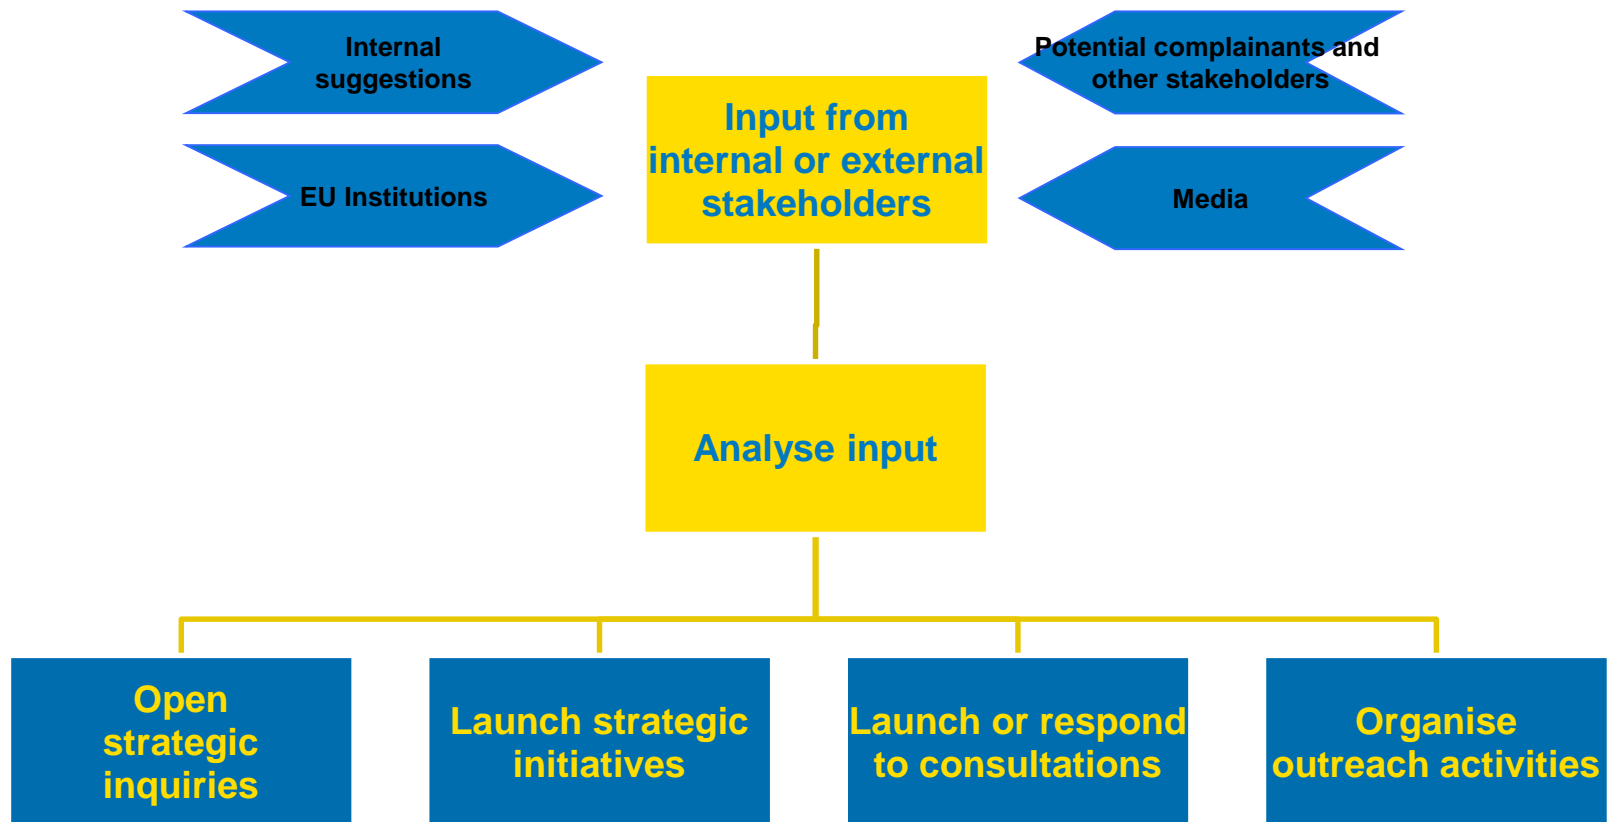 Internal
suggestions
Potential complainants and
other stakeholders
Input from
internal or external
stakeholders
EU Institutions
Media
Analyse input
Open
strategic
inquiries
Launch strategic
initiatives
Launch or respond
to consultations
Organise
outreach activities